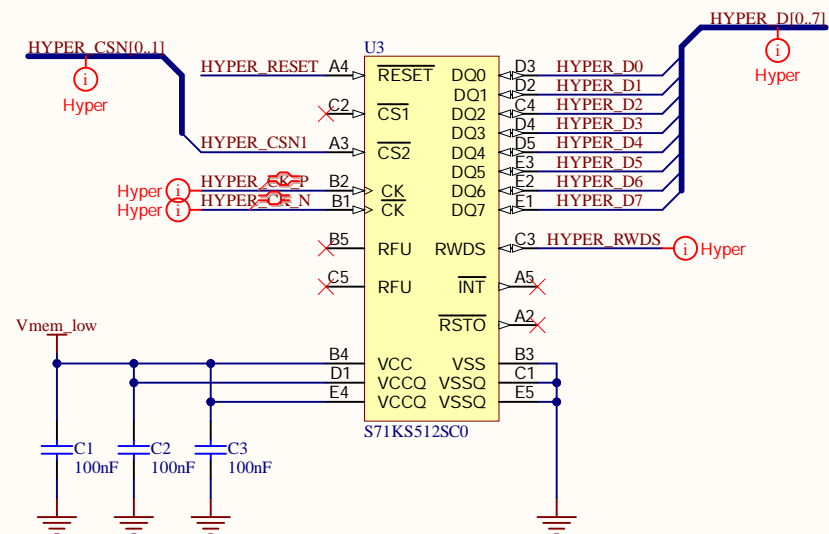 HYPER_D[0..7]
HYPER_CSN[0..1]
Hyper
Hyper
U3
HYPER_RESET A4 RESET DQ0 D3 HYPER_D0
DQ1 D2 HYPER_D1
C2 CS1 DQ2 C4 HYPER_D2
DQ3 D4 HYPER_D3
HYPER_CSN1 A3 CS2 DQ4 D5 HYPER_D4
DQ5 E3 HYPER_D5
Hyper HYPER_CK_P B2 CK DQ6 E2 HYPER_D6
Hyper HYPER_CK_N B1 CK DQ7 E1 HYPER_D7
B5 RFU RWDS C3 HYPER_RWDS Hyper
C5 RFU INT A5
RSTO A2
Vmem_low
B4 VCC VSS B3
D1 VCCQ VSSQ C1
E4 VCCQ VSSQ E5
S71KS512SC0
C1 C2 C3
100nF 100nF 100nF